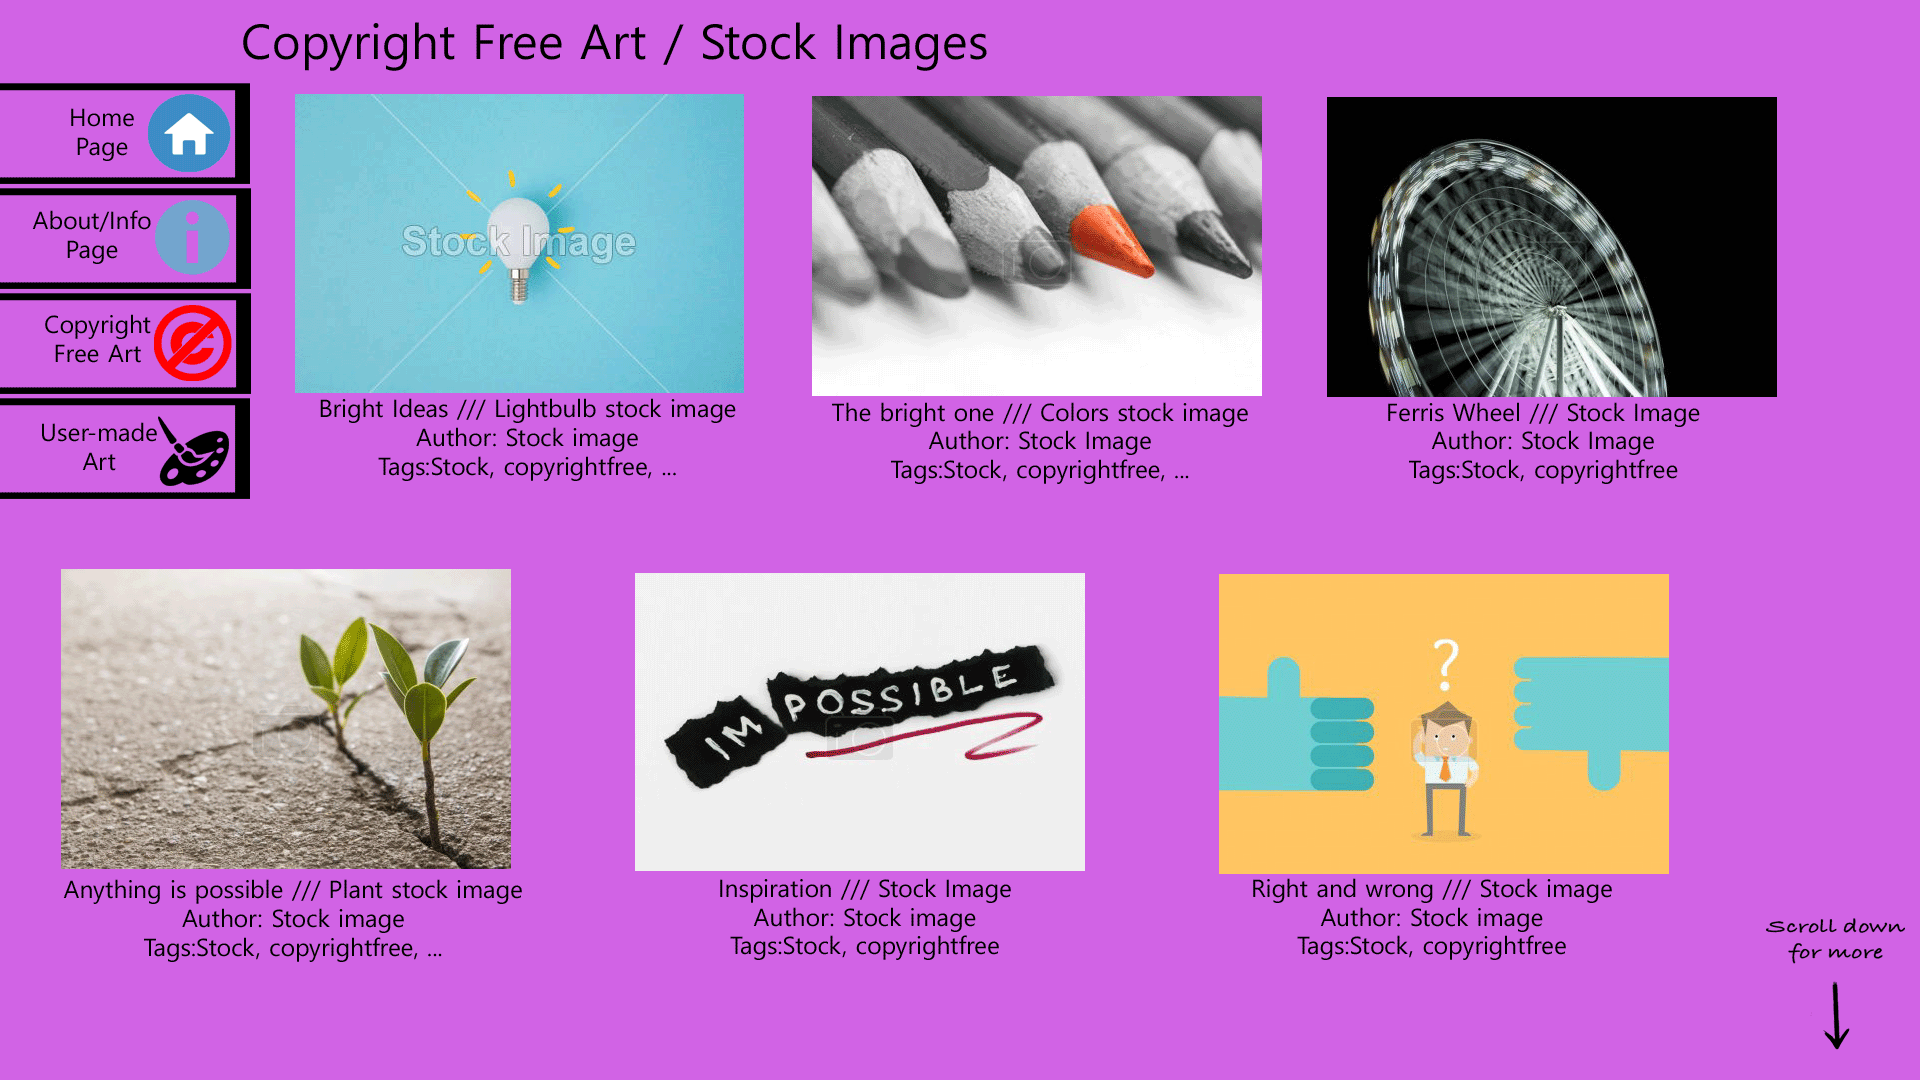 Copyright Free Art / Stock Images
Home
Page
About/Info
Page
Copyright
Free Art
User-made
Art
Stock Image
Bright Ideas /// Lightbulb stock image
Author: Stock image
Tags:Stock, copyrightfree, ...
The bright one /// Colors stock image
Author: Stock Image
Tags:Stock, copyrightfree, ...
Ferris Wheel /// Stock Image
Author: Stock Image
Tags:Stock, copyrightfree
Anything is possible /// Plant stock image
Author: Stock image
Tags:Stock, copyrightfree, ...
IM POSSIBLE
Inspiration /// Stock Image
Author: Stock image
Tags:Stock, copyrightfree
?
Right and wrong /// Stock image
Author: Stock image
Tags:Stock, copyrightfree
Scroll down
for more